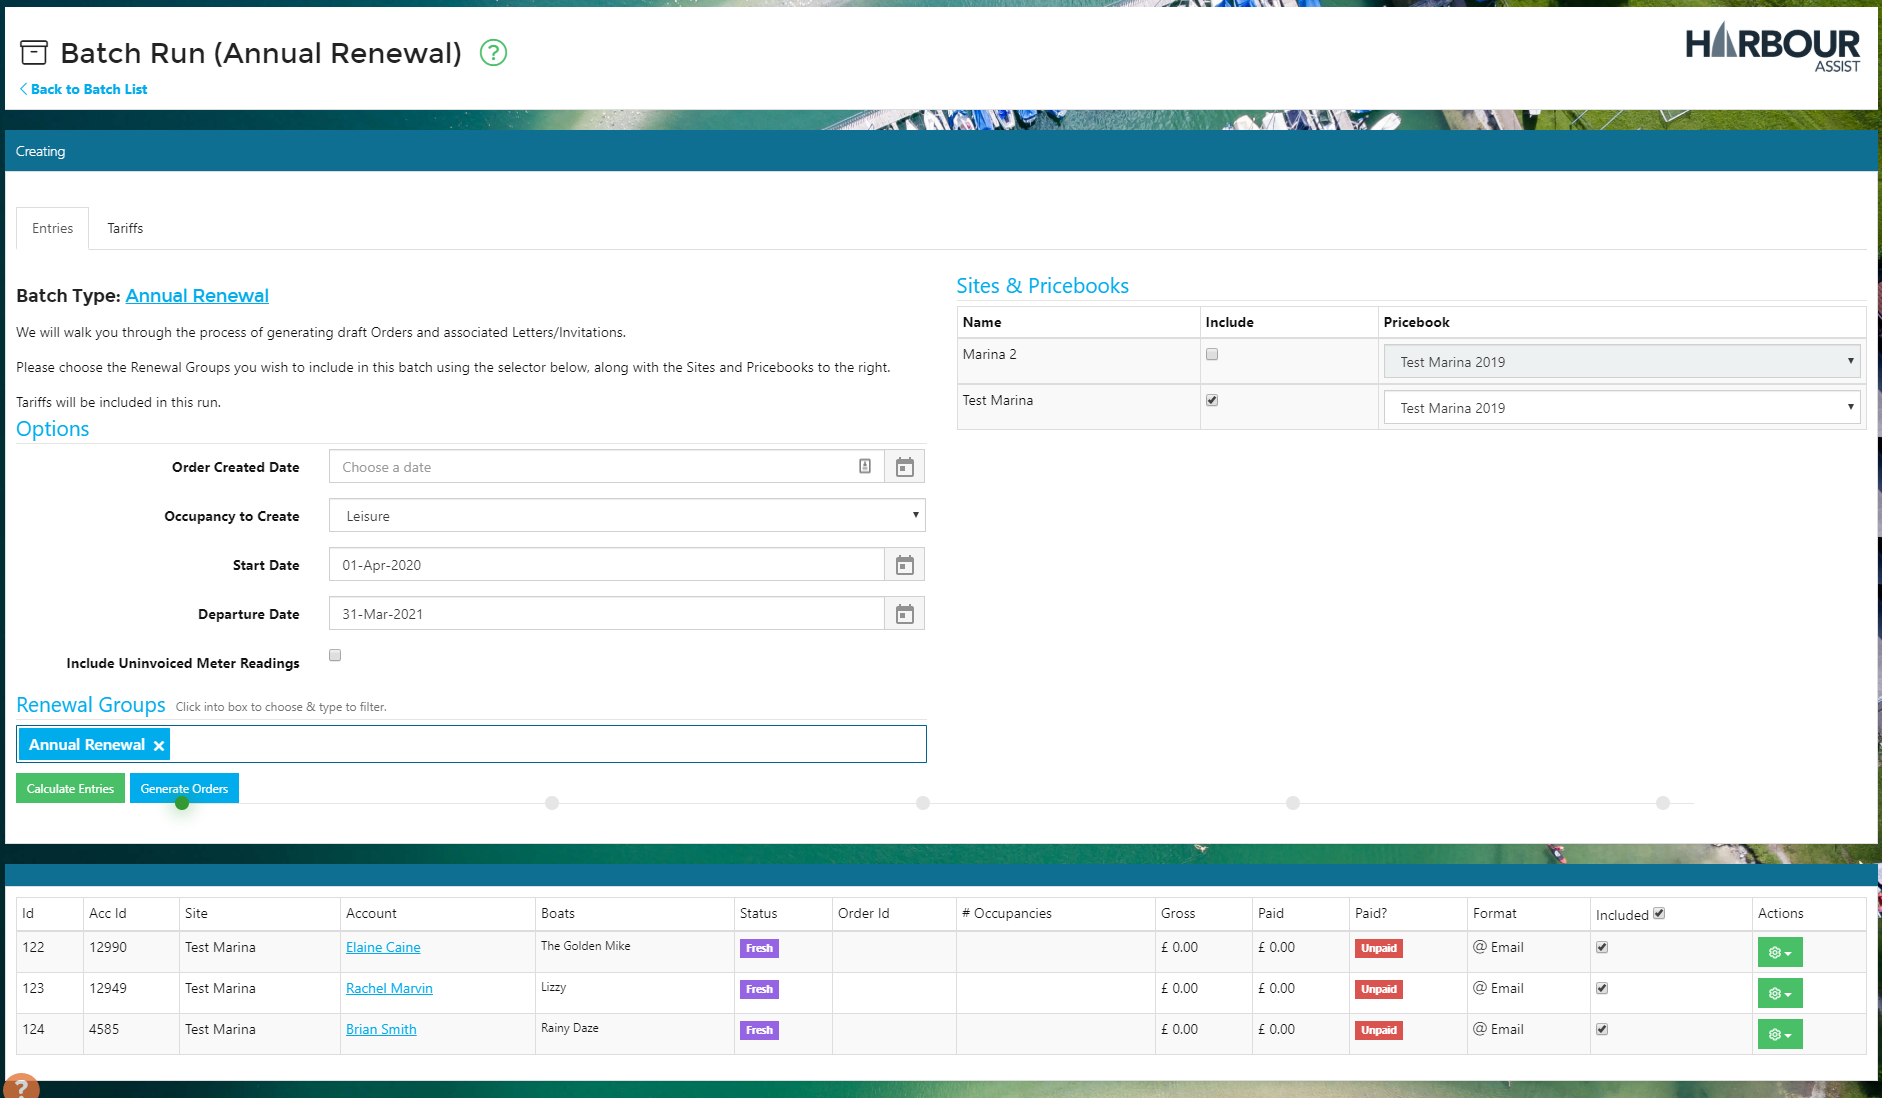 Batch Run (Annual Renewal) ?
HARBOUR
ASSIST
Back to Batch List
Creating
Entries Tariffs
Batch Type: Annual Renewal
We will walk you through the process of generating draft Orders and associated Letters/Invitations.
Please choose the Renewal Groups you wish to include in this batch using the selector below, along with the Sites and Pricebooks to the right.
Tariffs will be included in this run.
Sites & Pricebooks
Name Include Pricebook
Marina 2 Test Marina 2019
Test Marina Test Marina 2019
Options
Order Created Date Choose a date
Occupancy to Create Leisure
Start Date 01-Apr-2020
Departure Date 31-Mar-2021
Include Uninvoiced Meter Readings
Renewal Groups Click into box to choose & type to filter.
Annual Renewal ×
Calculate Entries Generate Orders
Id Acc Id Site Account Boats Status Order Id # Occupancies Gross Paid Paid? Format Included Actions
122 12990 Test Marina Elaine Caine The Golden Mike Fresh £ 0.00 £ 0.00 Unpaid @ Email
123 12949 Test Marina Rachel Marvin Lizzy Fresh £ 0.00 £ 0.00 Unpaid @ Email
124 4585 Test Marina Brian Smith Rainy Daze Fresh £ 0.00 £ 0.00 Unpaid @ Email
?